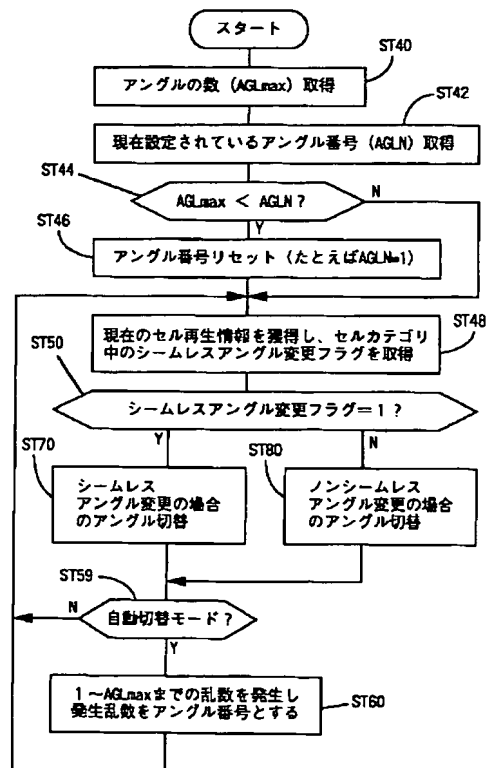 スタート
ST40
アングルの数(AGLmax)取得
ST42
現在設定されているアングル番号(AGLN)取得
ST44
AGLmax < AGLN?
N
Y
ST46
アングル番号リセット(たとえばAGLN=1)
ST48
現在のセル再生情報を獲得し、セルカテゴリ
中のシームレスアングル変更フラグを取得
ST50
シームレスアングル変更フラグ=1?
Y
N
ST70
シームレス
アングル変更の場合
のアングル切替
ST80
ノンシームレス
アングル変更の場合
のアングル切替
ST59
N
自動切替モード?
Y
1~AGLmaxまでの乱数を発生し
発生乱数をアングル番号とする
ST60